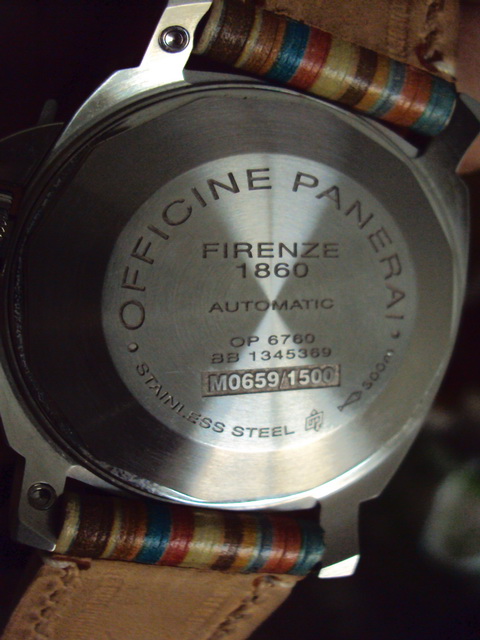 OFFICINE PANERAI
FIRENZE
1860
AUTOMATIC
OP 6760
BB 1345369
M0659/1500
STAINLESS STEEL
300m